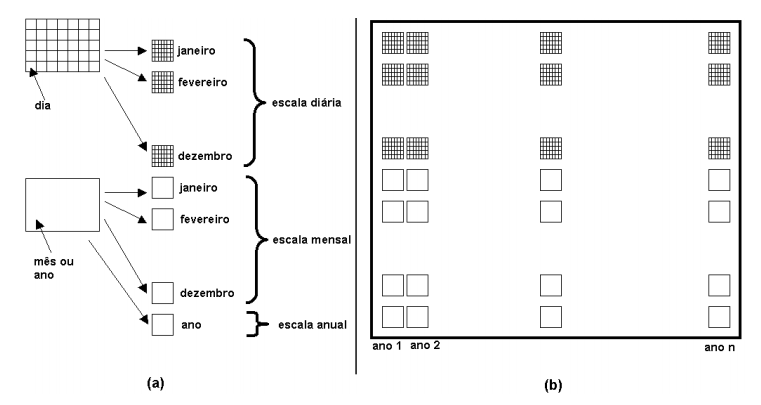 janeiro
fevereiro
dia
escala diária
dezembro
janeiro
fevereiro
escala mensal
mês ou
ano
dezembro
ano
escala anual
(a)
ano 1
ano 2
ano n
(b)